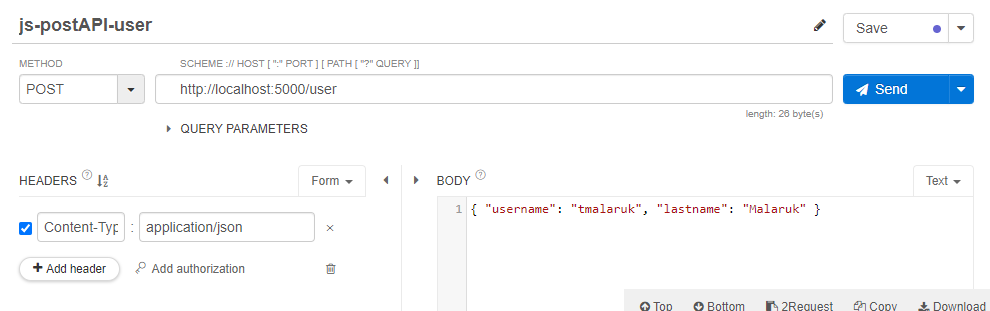 js-postAPI-user
Save
METHOD
SCHEME :// HOST [ ":" PORT ] [ PATH [ "?" QUERY ]]
POST
http://localhost:5000/user
Send
length: 26 byte(s)
QUERY PARAMETERS
HEADERS ? A Z
Form
BODY ?
Text
Content-Typ : application/json ×
1 { "username": "tmalaruk", "lastname": "Malaruk" }
+ Add header
Add authorization
Top Bottom 2Request Copy Download